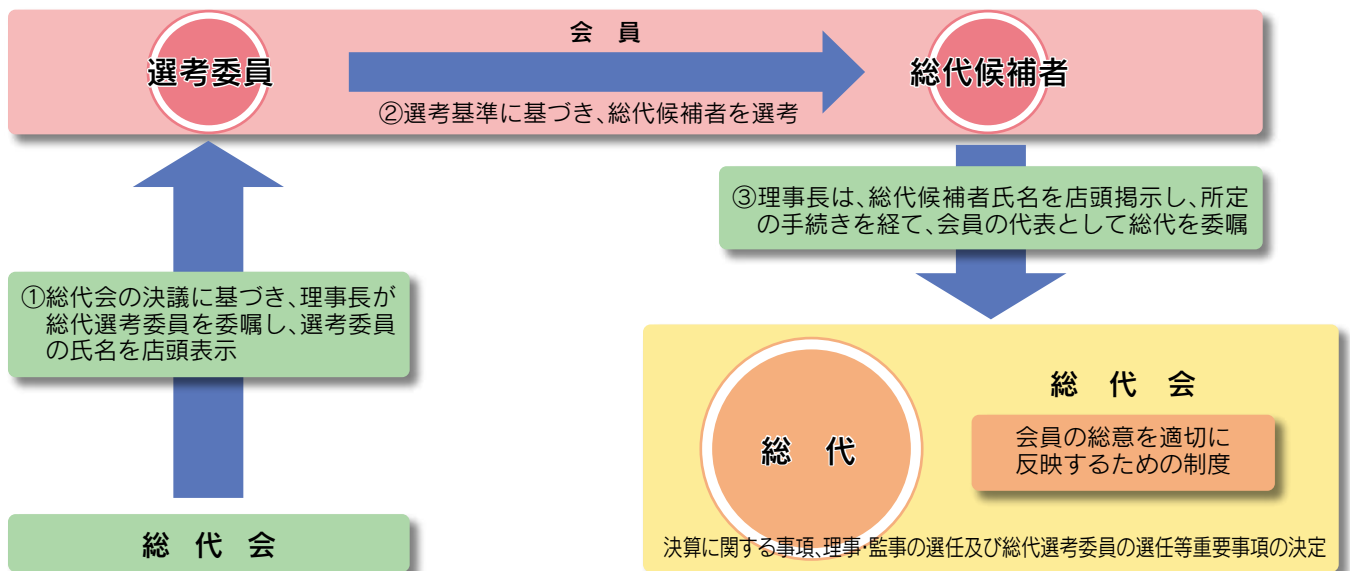 会 員
選考委員
総代候補者
②選考基準に基づき、総代候補者を選考
③理事長は、総代候補者氏名を店頭掲示し、所定
の手続きを経て、会員の代表として総代を委嘱
①総代会の決議に基づき、理事長が
総代選考委員を委嘱し、選考委員
の氏名を店頭表示
総 代 会
総 代 会
会員の総意を適切に
反映するための制度
総 代
決算に関する事項、理事・監事の選任及び総代選考委員の選任等重要事項の決定